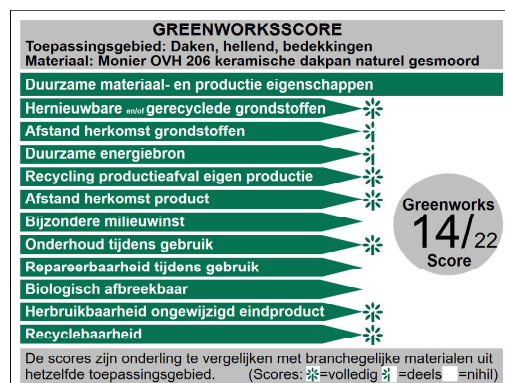 GREENWORKSSCORE
Toepassingsgebied: Daken, hellend, bedekkingen
Materiaal: Monier OVH 206 keramische dakpan naturel gesmoord
Duurzame materiaal- en productie eigenschappen
Hernieuwbare en/of gerecyclede grondstoffen
Afstand herkomst grondstoffen
Duurzame energiebron
Recycling productieafval eigen productie
Afstand herkomst product
Bijzondere milieuwinst
Onderhoud tijdens gebruik
Repareerbaarheid tijdens gebruik
Biologisch afbreekbaar
Herbruikbaarheid ongewijzigd eindproduct
Recyclebaarheid
Greenworks
14/22
Score
De scores zijn onderling te vergelijken met branchegelijke materialen uit
hetzelfde toepassingsgebied. (Scores: =volledig =deels =nihil)